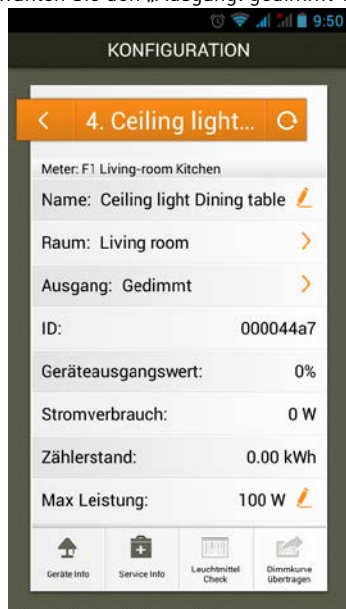 9:50
KONFIGURATION
4. Ceiling light...
Meter: F1 Living-room Kitchen
Name: Ceiling light Dining table
Raum: Living room
Ausgang: Gedimmt
ID: 000044a7
Geräteausgangswert: 0%
Stromverbrauch: 0 W
Zählerstand: 0.00 kWh
Max Leistung: 100 W
Geräte Info
Service Info
Leuchtmittel Check
Dimmkurve übertragen